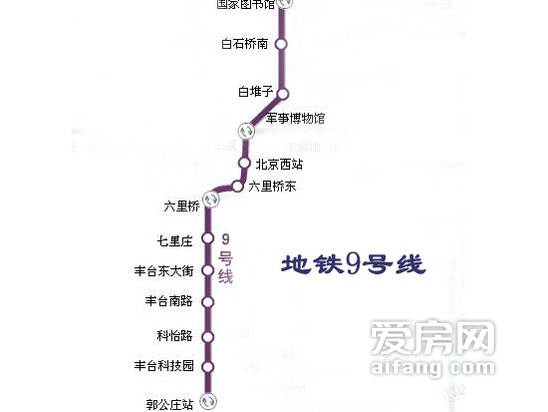 国家图书馆
白石桥南
白堆子
军事博物馆
北京西站
六里桥东
六里桥
七里庄
9号线
丰台东大街
地铁9号线
丰台南路
科怡路
丰台科技园
郭公庄站
爱房网
aifang.com